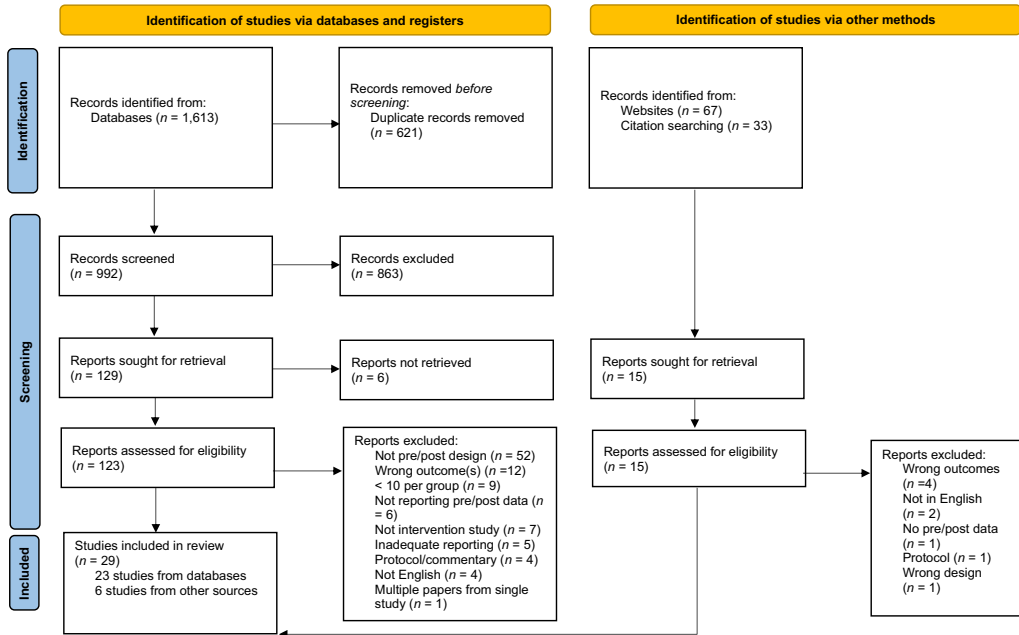 Identification of studies via databases and registers
Identification of studies via other methods
Identification
Records identified from:
Databases (n = 1,613)
Records removed before
screening:
Duplicate records removed
(n = 621)
Records identified from:
Websites (n = 67)
Citation searching (n = 33)
Screening
Records screened
(n = 992)
Records excluded
(n = 863)
Reports sought for retrieval
(n = 129)
Reports not retrieved
(n = 6)
Reports sought for retrieval
(n = 15)
Reports assessed for eligibility
(n = 123)
Reports excluded:
Not pre/post design (n = 52)
Wrong outcome(s) (n =12)
< 10 per group (n = 9)
Not reporting pre/post data (n
= 6)
Not intervention study (n = 7)
Inadequate reporting (n = 5)
Protocol/commentary (n = 4)
Not English (n = 4)
Multiple papers from single
study (n = 1)
Reports assessed for eligibility
(n = 15)
Reports excluded:
Wrong outcomes
(n =4)
Not in English
(n = 2)
No pre/post data
(n = 1)
Protocol (n = 1)
Wrong design
(n = 1)
Included
Studies included in review
(n = 29)
23 studies from databases
6 studies from other sources